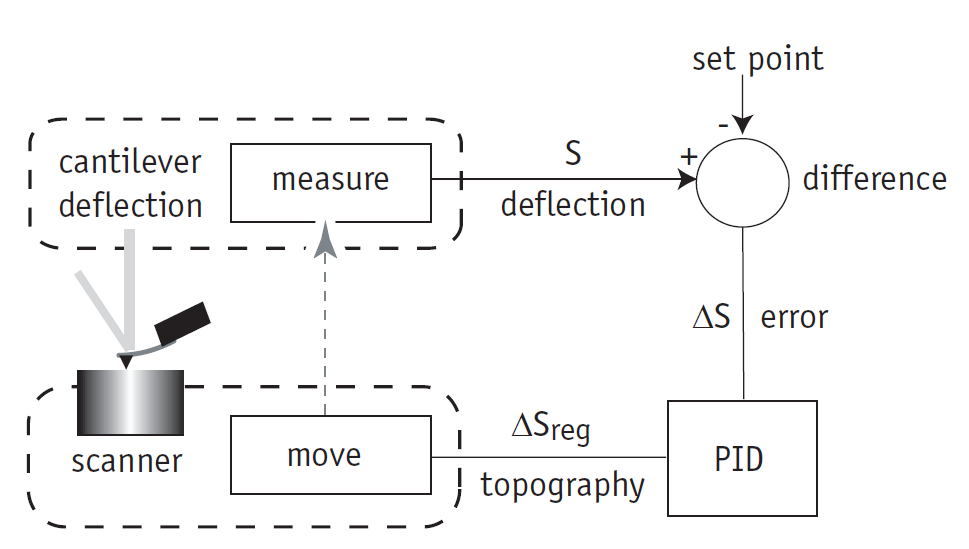 set point
-
cantilever
deflection
measure
S
deflection
+
difference
ΔS error
scanner
move
ΔSreg
topography
PID